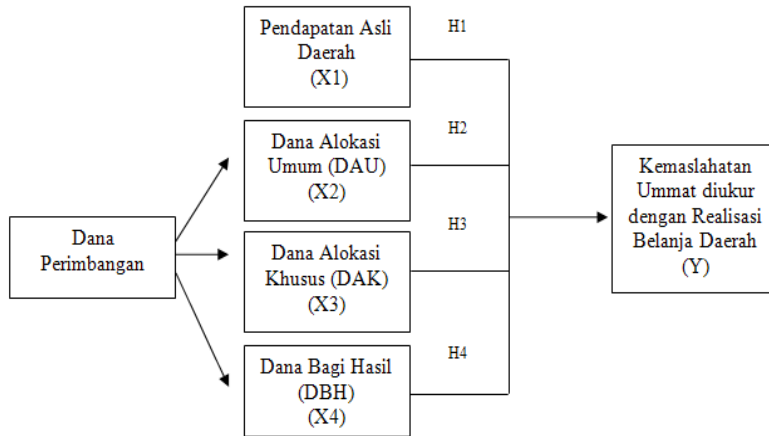 Dana
Perimbangan
Pendapatan Asli
Daerah
(X1)
Dana Alokasi
Umum (DAU)
(X2)
Dana Alokasi
Khusus (DAK)
(X3)
Dana Bagi Hasil
(DBH)
(X4)
H1
H2
H3
H4
Kemaslahatan
Ummat diukur
dengan Realisasi
Belanja Daerah
(Y)